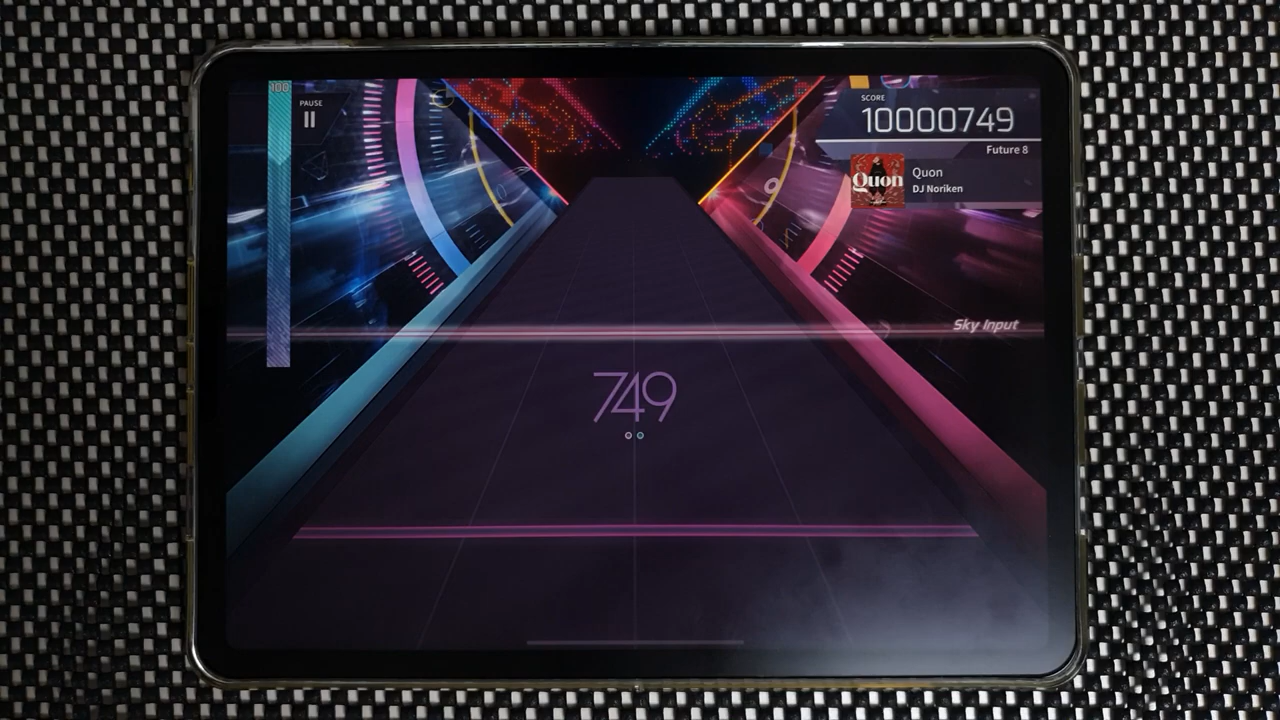 100
PAUSE
SCORE
10000749
Future 8
Quon
Quon
DJ Noriken
Sky Input
749